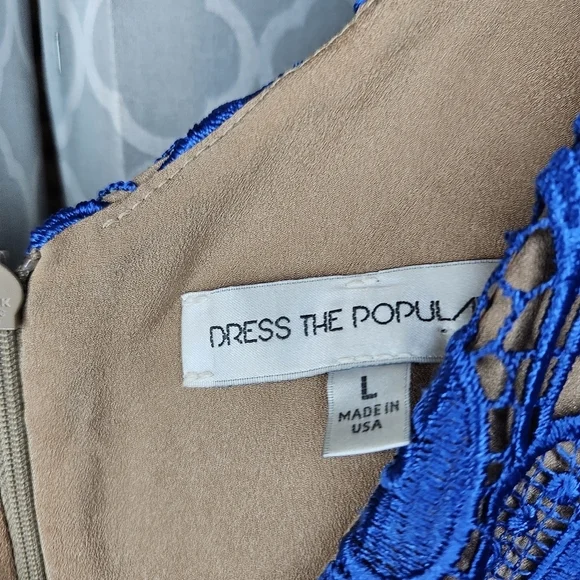 DRESS THE POPULA
L
MADE IN
USA